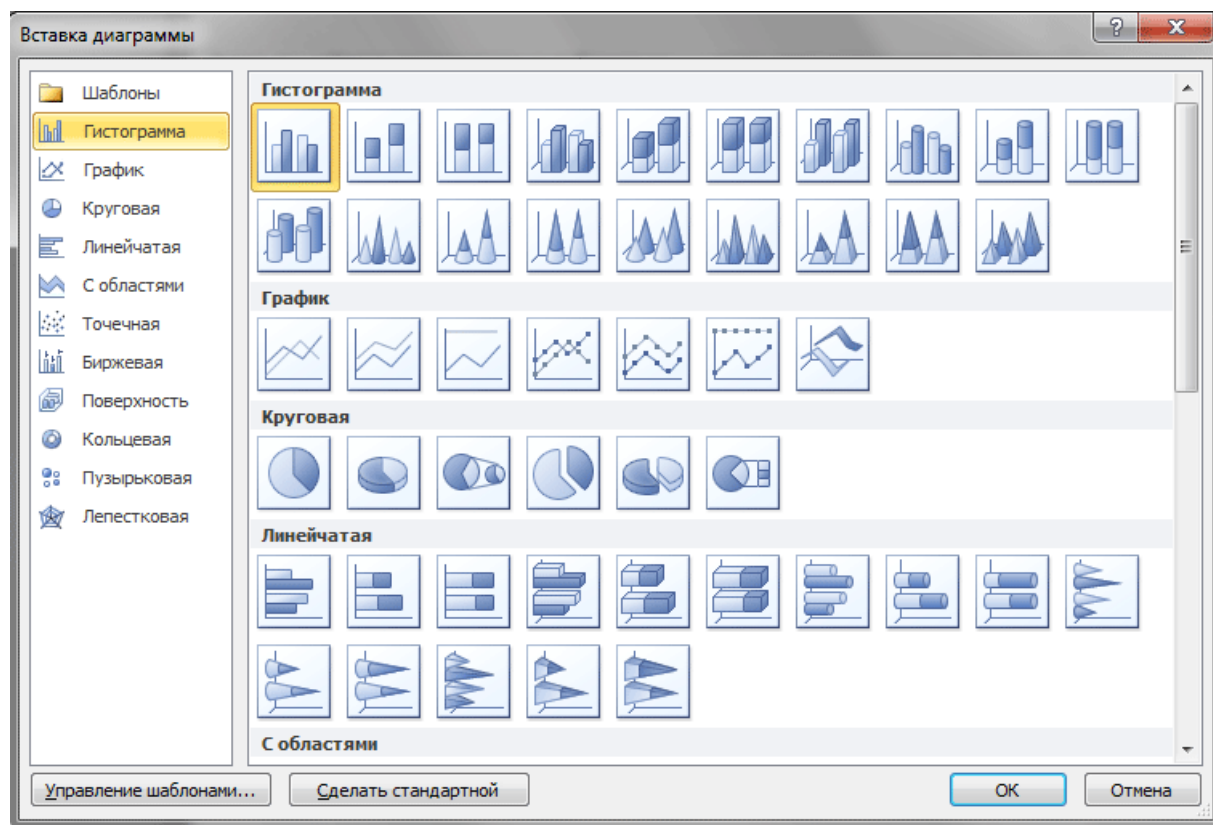 Вставка диаграммы
Шаблоны
Гистограмма
График
Круговая
Линейчатая
С областями
Точечная
Биржевая
Поверхность
Кольцевая
Пузырьковая
Лепестковая
Гистограмма
График
Круговая
Линейчатая
С областями
Управление шаблонами...
Сделать стандартной
ОК
Отмена